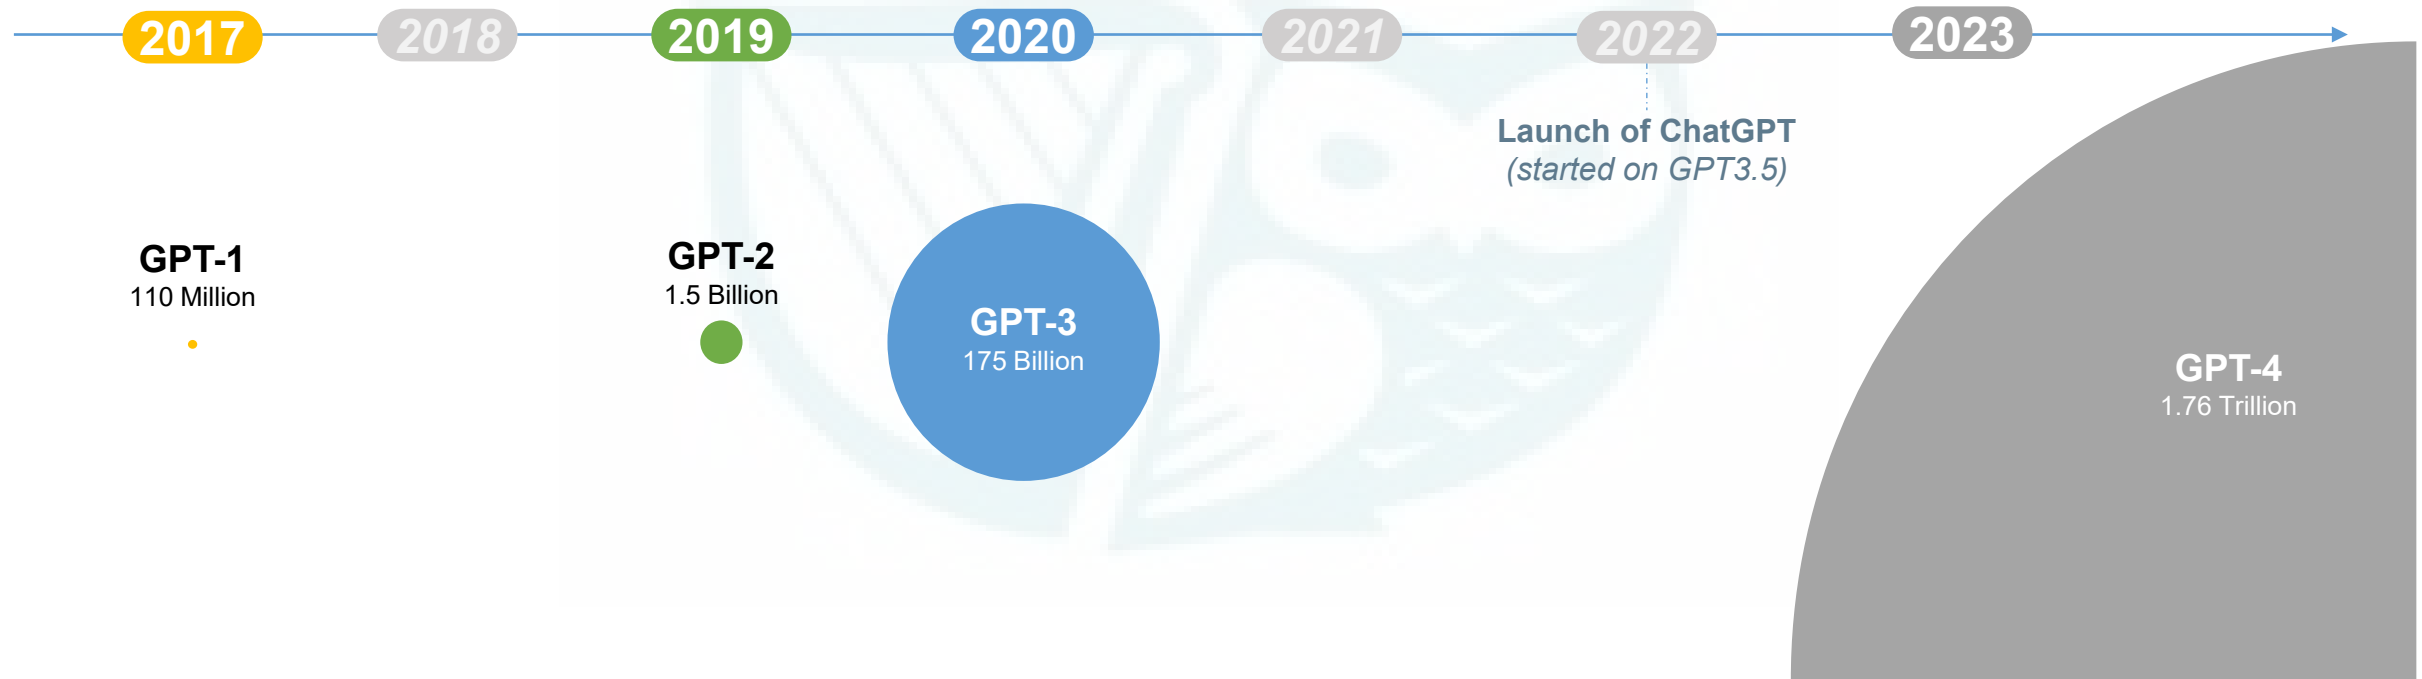 2017
2018
2019
2020
2021
2022
2023
Launch of ChatGPT
(started on GPT3.5)
GPT-1
110 Million
GPT-2
1.5 Billion
GPT-3
175 Billion
GPT-4
1.76 Trillion